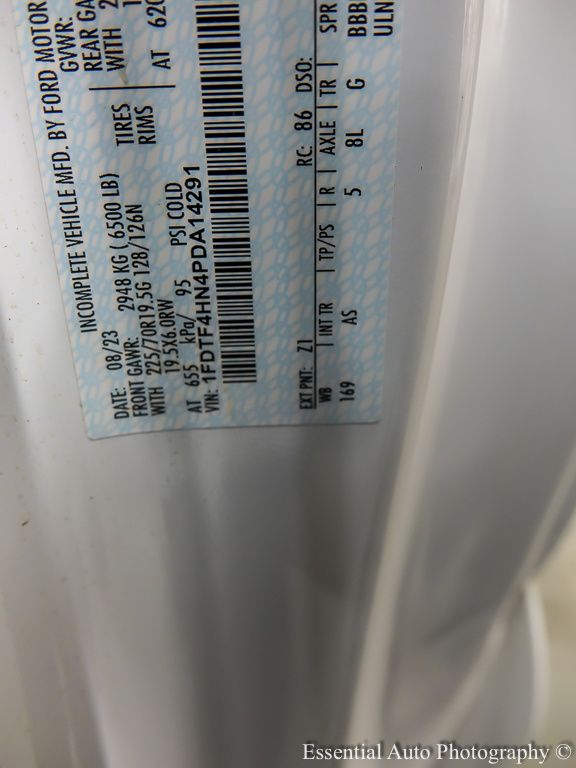 INCOMPLETE VEHICLE MFD. BY FORD MOTOR
DATE: 08/23 GVWR:
FRONT GAWR: 2948 KG ( 6500 LB) REAR GA
WITH 225/70R19.5G 128/126N TIRES WITH 2
19.5X6.0RW RIMS
AT 655 kPa/ 95 PSI COLD AT 620
VIN: 1FDTF4HN4PDA14291
EXT PNT: Z1 RC: 86 DSO:
WB INT TR TP/PS R AXLE TR SPR
169 AS 5 8L G BBB
ULN
Essential Auto Photography ©